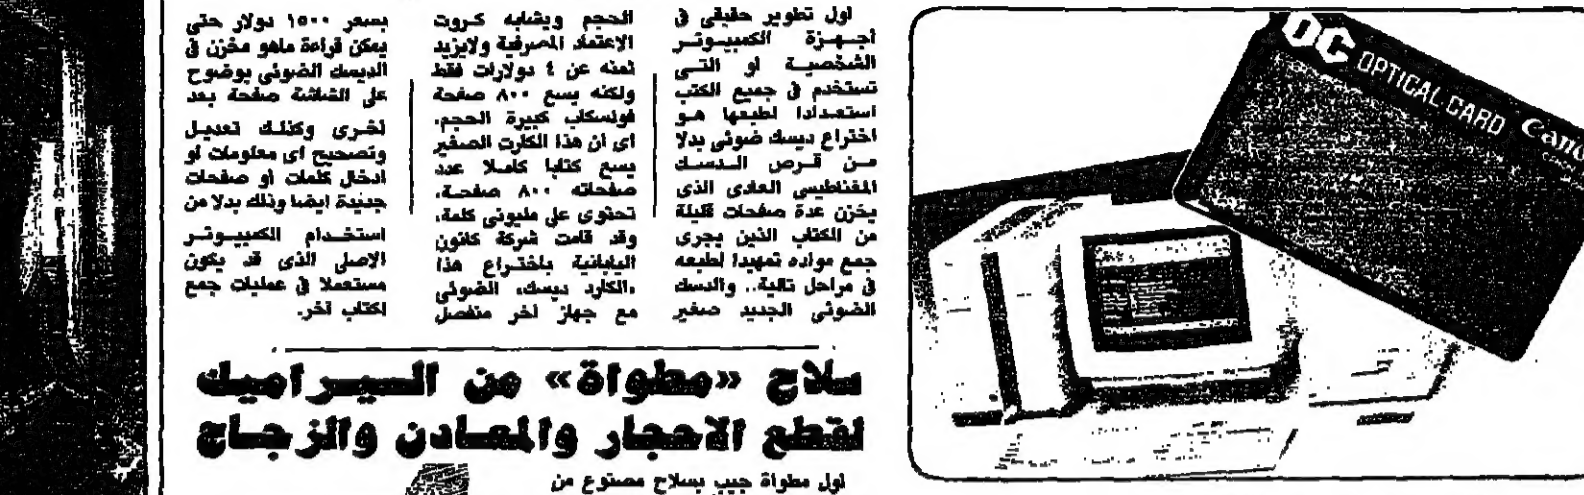 اول تطوير حقيقى فى
أجهزة الكمبيوتر
الشخصية او التى
تستخدم فى جميع الكتب
استعدادا لطبعها هو
اختراع ديسك ضوئى بدلا
من قرص الدسك
المغناطيسى العادى الذى
يخزن عدة صفحات قليلة
من الكتاب الذين يجرى
جمع مواده تمهيدا لطبعه
فى مراحل تالية.. والدسك
الضوئى الجديد صغير
الحجم ويشابه كروت
الاعتماد المصرفية ولايزيد
ثمنه عن ٤ دولارات فقط
ولكنه يسع ٨٠٠ صفحة
فولسكاب كبيرة الحجم.
اى ان هذا الكارت الصغير
يسع كتابا كاملا عدد
صفحاته ٨٠٠ صفحة،
تحتوى على مليونى كلمة،
وقد قامت شركة كانون
اليابانية باختراع هذا
«الكارد ديسك» الضوئى
مع جهاز اخر منفصل
بسعر ١٥٠٠ دولار حتى
يمكن قراءة ماهو مخزن فى
الديسك الضوئى بوضوح
على الشاشة صفحة بعد
اخرى وكذلك تعديل
وتصحيح اى معلومات او
ادخال كلمات أو صفحات
جديدة ايضا وذلك بدلا من
استخدام الكمبيوتر
الاصلى الذى قد يكون
مستعملا فى عمليات جمع
لكتاب آخر.
OC OPTICAL CARD
Canon
سلاح «مطواة» من السيراميك
لقطع الاحجار والمعادن والزجاج
اول مطواة جيب بسلاح مصنوع من